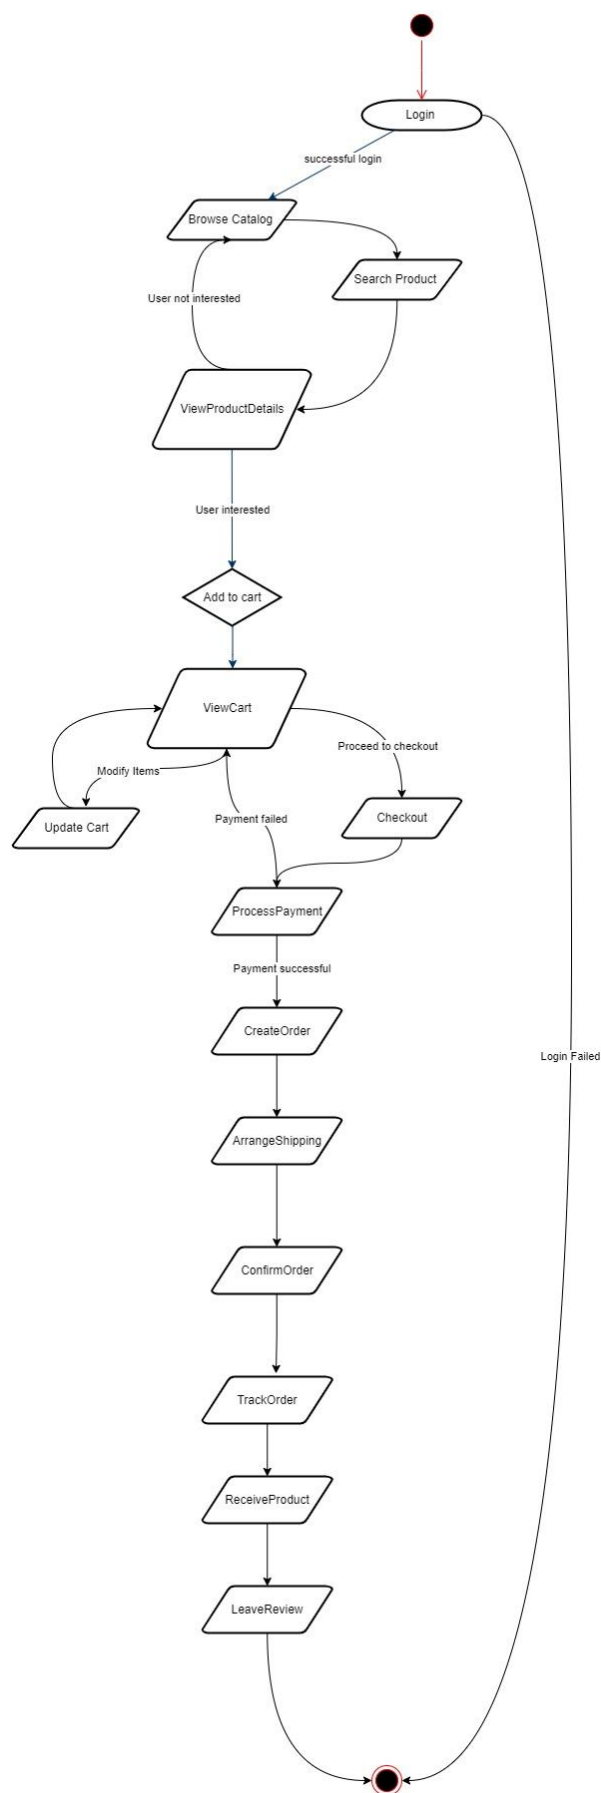 Login
successful login
Browse Catalog
Search Product
User not interested
ViewProductDetails
User interested
Add to cart
ViewCart
Proceed to checkout
Modify Items
Update Cart
Payment failed
Checkout
ProcessPayment
Payment successful
CreateOrder
Login Failed
ArrangeShipping
ConfirmOrder
TrackOrder
ReceiveProduct
LeaveReview